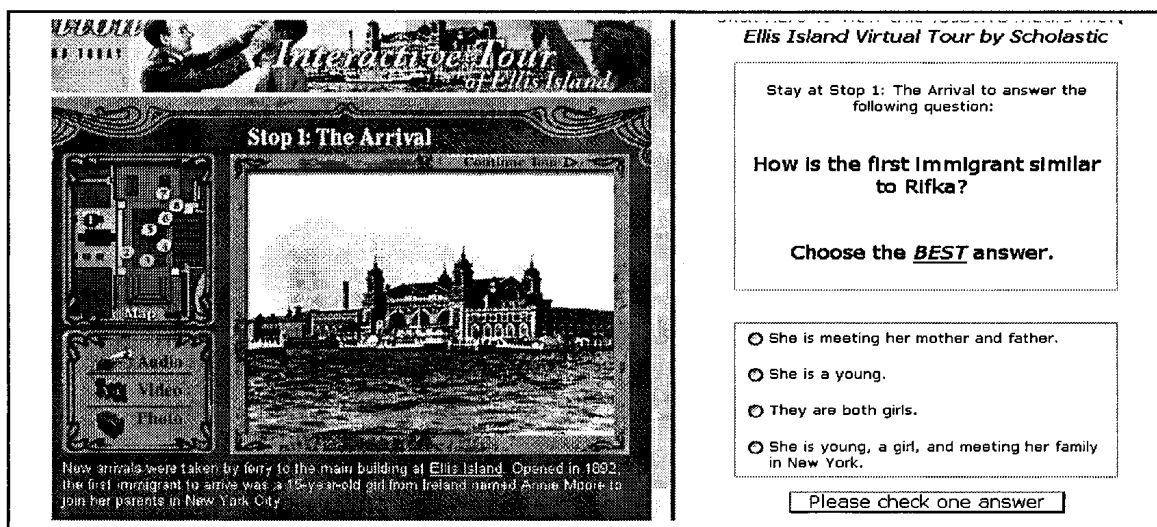 Interactive Tour
of Ellis Island
Stop 1: The Arrival
Map
Audio
Video
Photo
New arrivals were taken by ferry to the main building at Ellis Island. Opened in 1892,
the first immigrant to arrive was a 15-year-old girl from Ireland named Annie Moore to
join her parents in New York City
Ellis Island Virtual Tour by Scholastic
Stay at Stop 1: The Arrival to answer the
following question:
How is the first immigrant similar
to Rifka?
Choose the BEST answer.
She is meeting her mother and father.
She is a young.
They are both girls.
She is young, a girl, and meeting her family
in New York.
Please check one answer